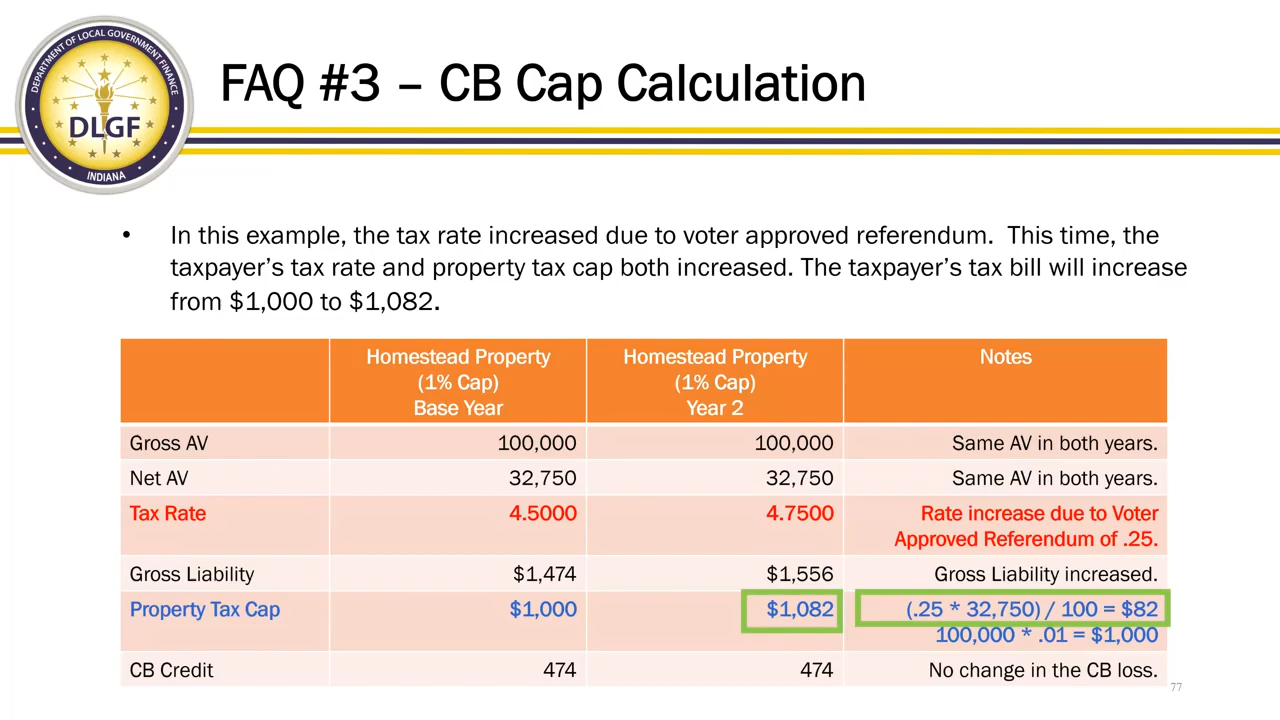 DEPARTMENT OF LOCAL GOVERNMENT FINANCE
DLGF
INDIANA
FAQ #3 – CB Cap Calculation
• In this example, the tax rate increased due to voter approved referendum.  This time, the
taxpayer’s tax rate and property tax cap both increased. The taxpayer’s tax bill will increase
from $1,000 to $1,082.
Homestead Property (1% Cap) Base Year
Homestead Property (1% Cap) Year 2
Notes
Gross AV 100,000 100,000 Same AV in both years.
Net AV 32,750 32,750 Same AV in both years.
Tax Rate 4.5000 4.7500 Rate increase due to Voter
Approved Referendum of .25.
Gross Liability $1,474 $1,556 Gross Liability increased.
Property Tax Cap $1,000 $1,082 (.25 * 32,750) / 100 = $82
100,000 * .01 = $1,000
CB Credit 474 474 No change in the CB loss.
77